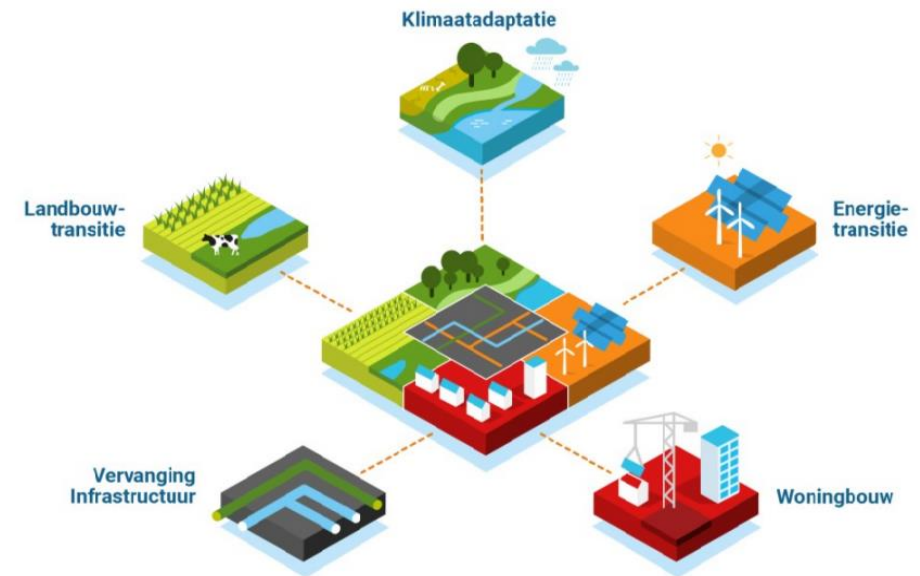 Klimaatadaptatie
Landbouw-
transitie
Energie-
transitie
Vervanging
Infrastructuur
Woningbouw